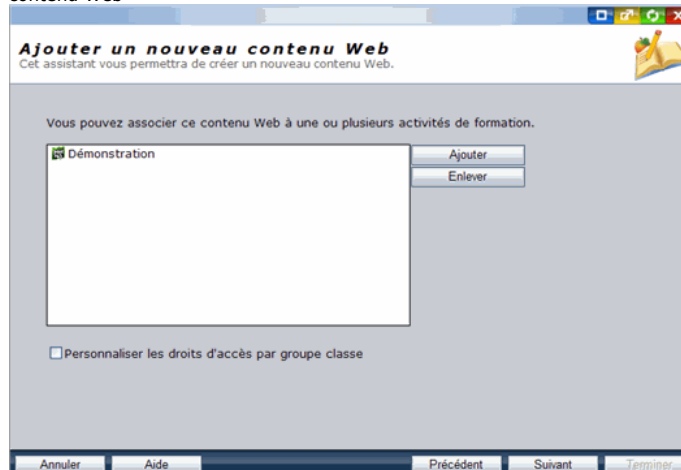 contenu Web
Ajouter un nouveau contenu Web
Cet assistant vous permettra de créer un nouveau contenu Web.
Vous pouvez associer ce contenu Web à une ou plusieurs activités de formation.
Démonstration
Ajouter
Enlever
Personnaliser les droits d'accès par groupe classe
Annuler Aide Précédent Suivant Terminer